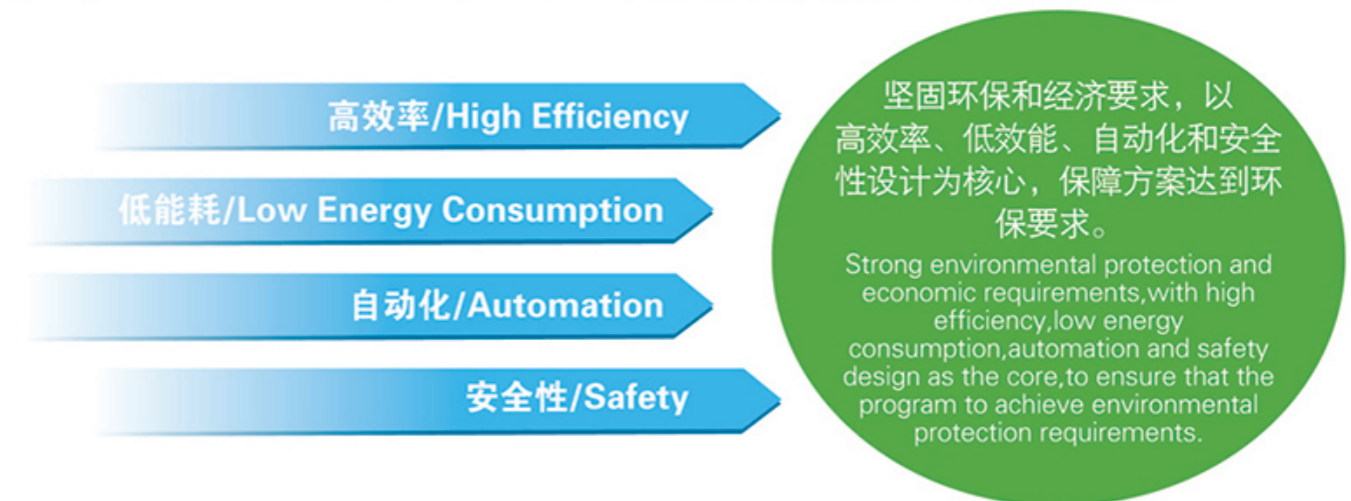 高效率/High Efficiency
低能耗/Low Energy Consumption
自动化/Automation
安全性/Safety
坚固环保和经济要求，以
高效率、低效能、自动化和安全
性设计为核心，保障方案达到环
保要求。
Strong environmental protection and
economic requirements,with high
efficiency,low energy
consumption,automation and safety
design as the core,to ensure that the
program to achieve environmental
protection requirements.